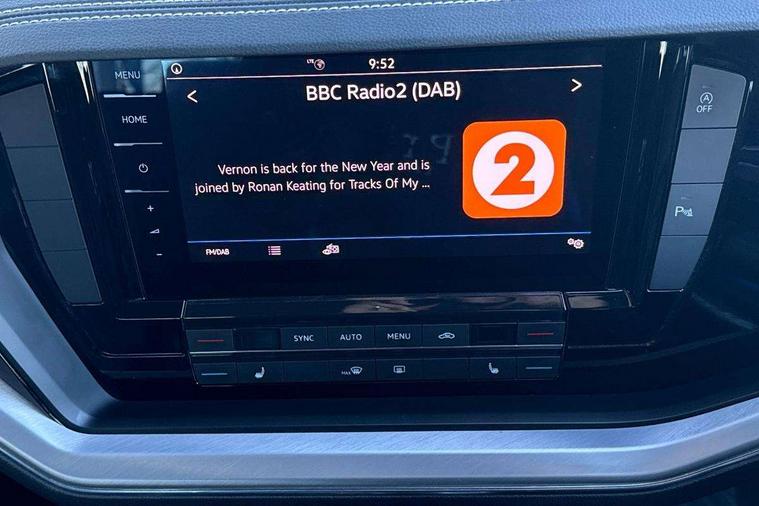 LTE 9:52
MENU
BBC Radio2 (DAB)
HOME
OFF
2
Vernon is back for the New Year and is
joined by Ronan Keating for Tracks Of My ...
FM/DAB
SYNC AUTO MENU
MAX